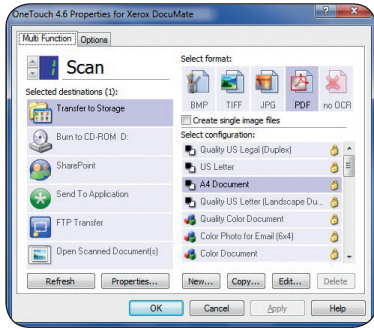 OneTouch 4.6 Properties for Xerox DocuMate
Multi Function
Options
1
Scan
Selected destinations (1):
Transfer to Storage
Burn to CD-ROM D:
SharePoint
Send To Application
FTP Transfer
Open Scanned Document(s)
Refresh
Properties...
Select format:
BMP TIFF JPG PDF no OCR
Create single image files
Select configuration:
Quality US Legal (Duplex)
US Letter
A4 Document
Quality US Letter (Landscape Du...
Quality Color Document
Color Photo for Email (6x4)
Color Document
New... Copy... Edit... Delete
OK Cancel Apply Help